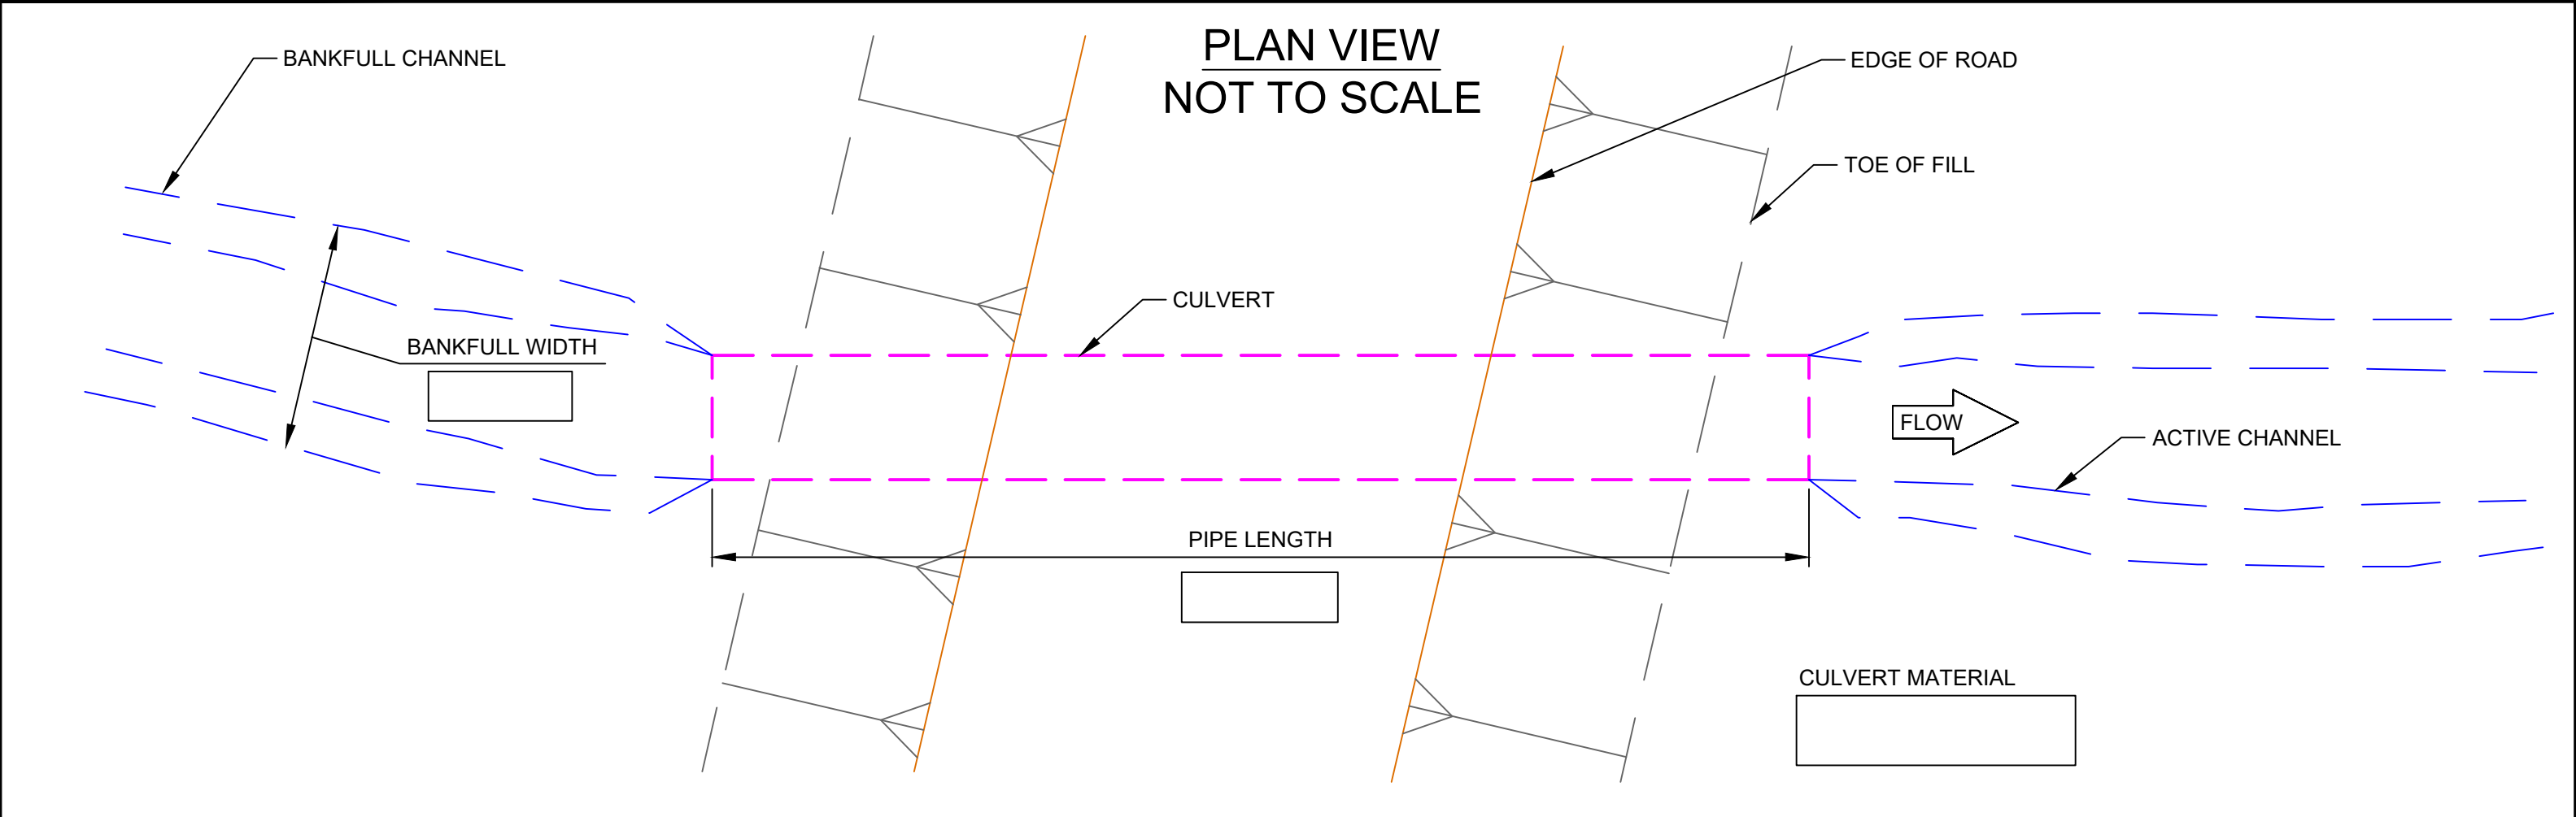 PLAN VIEW
NOT TO SCALE
BANKFULL CHANNEL
EDGE OF ROAD
TOE OF FILL
CULVERT
BANKFULL WIDTH
FLOW
ACTIVE CHANNEL
PIPE LENGTH
CULVERT MATERIAL